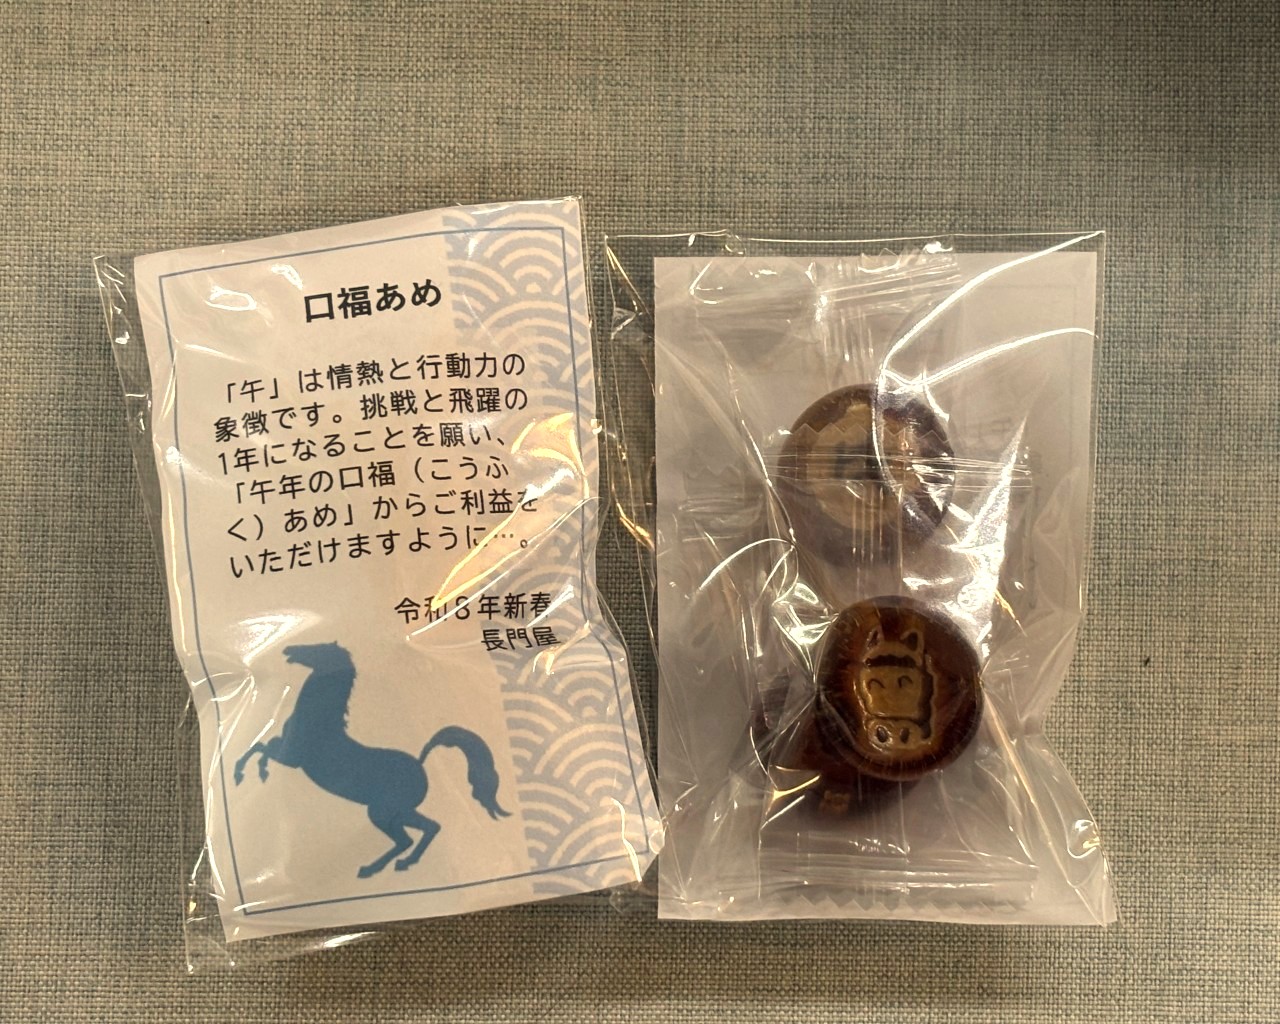 口福あめ
「午」は情熱と行動力の
象徴です。挑戦と飛躍の
1年になることを願い、
「午年の口福（こうふ
く）あめ」からご利益を
いただけますように…。
令和８年新春
長門屋